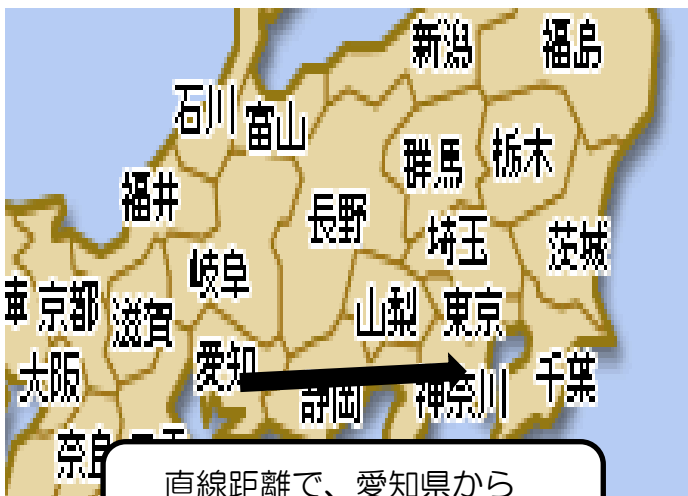 新潟
福島
石川
富山
群馬
栃木
福井
長野
埼玉
茨城
岐阜
京都
滋賀
山梨
東京
大阪
愛知
静岡
神奈川
千葉
直線距離で、愛知県から